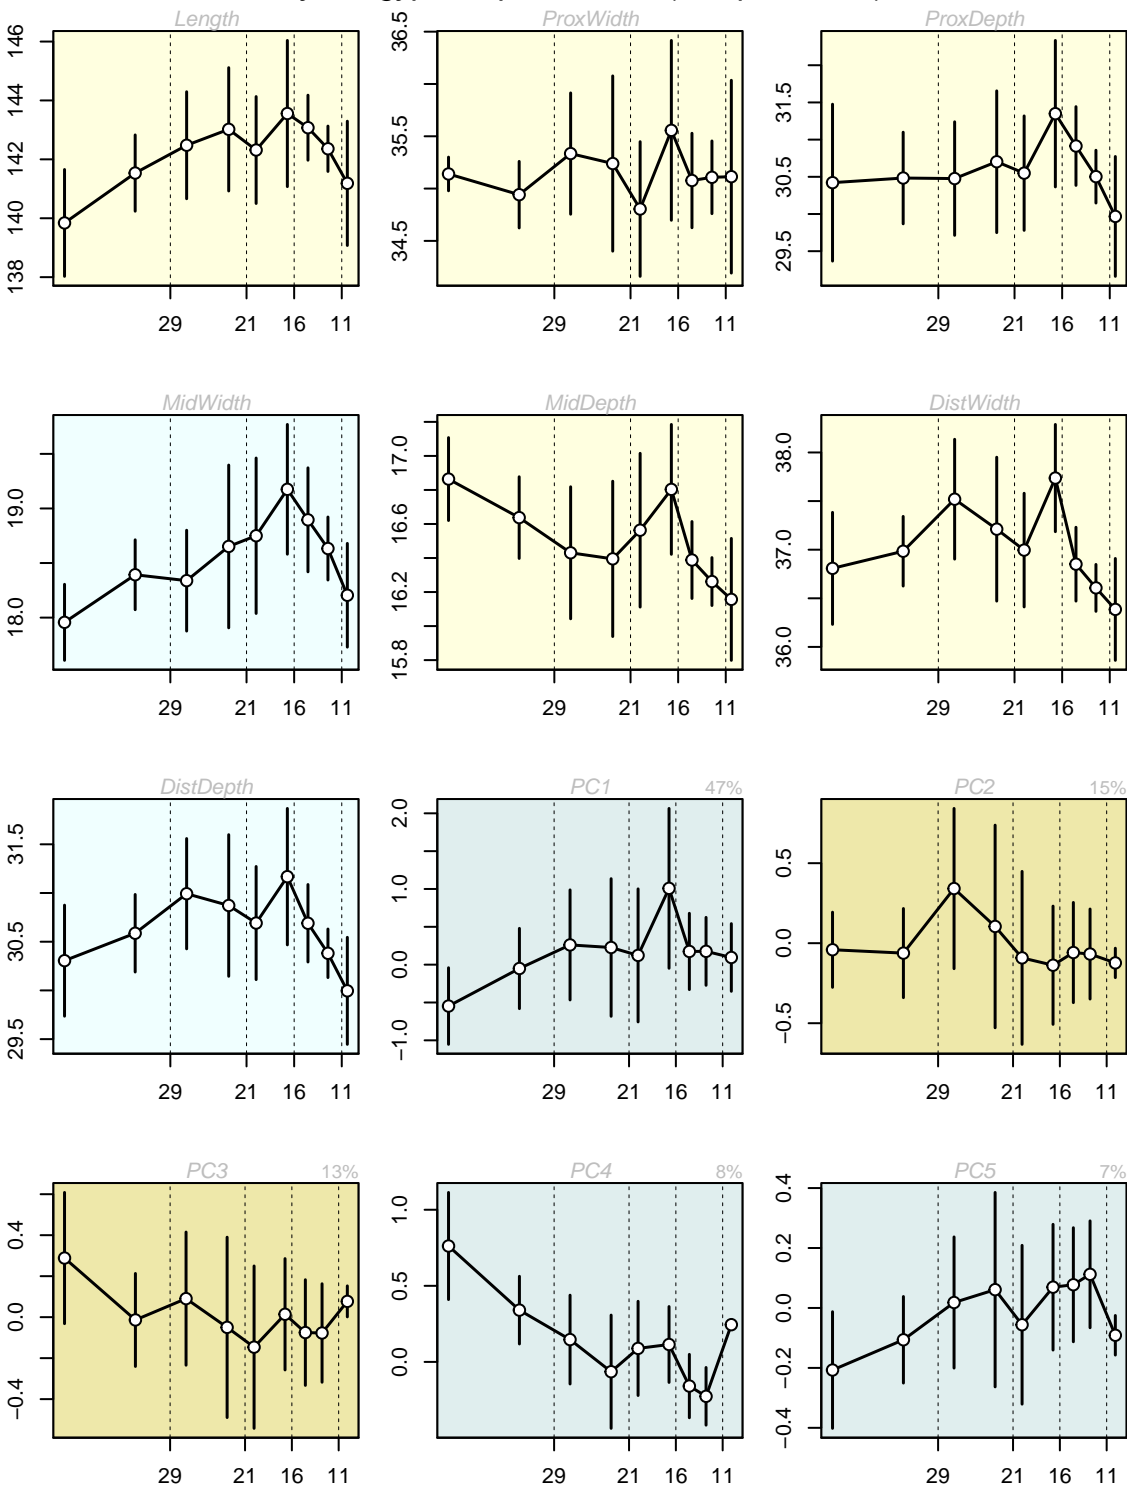 Length ProxWidth ProxDepth
146 144 142 140 138
36.5 35.5 34.5
31.5 30.5 29.5
29 21 16 11 29 21 16 11 29 21 16 11
MidWidth MidDepth DistWidth
19.0 18.0
17.0 16.6 16.2 15.8
38.0 37.0 36.0
29 21 16 11 29 21 16 11 29 21 16 11
DistDepth PC1 47% PC2 15%
31.5 30.5 29.5
2.0 1.0 0.0 −1.0
0.5 0.0 −0.5
29 21 16 11 29 21 16 11 29 21 16 11
PC3 13% PC4 8% PC5 7%
0.4 0.0 −0.4
1.0 0.5 0.0
0.4 0.2 0.0 −0.2 −0.4
29 21 16 11 29 21 16 11 29 21 16 11